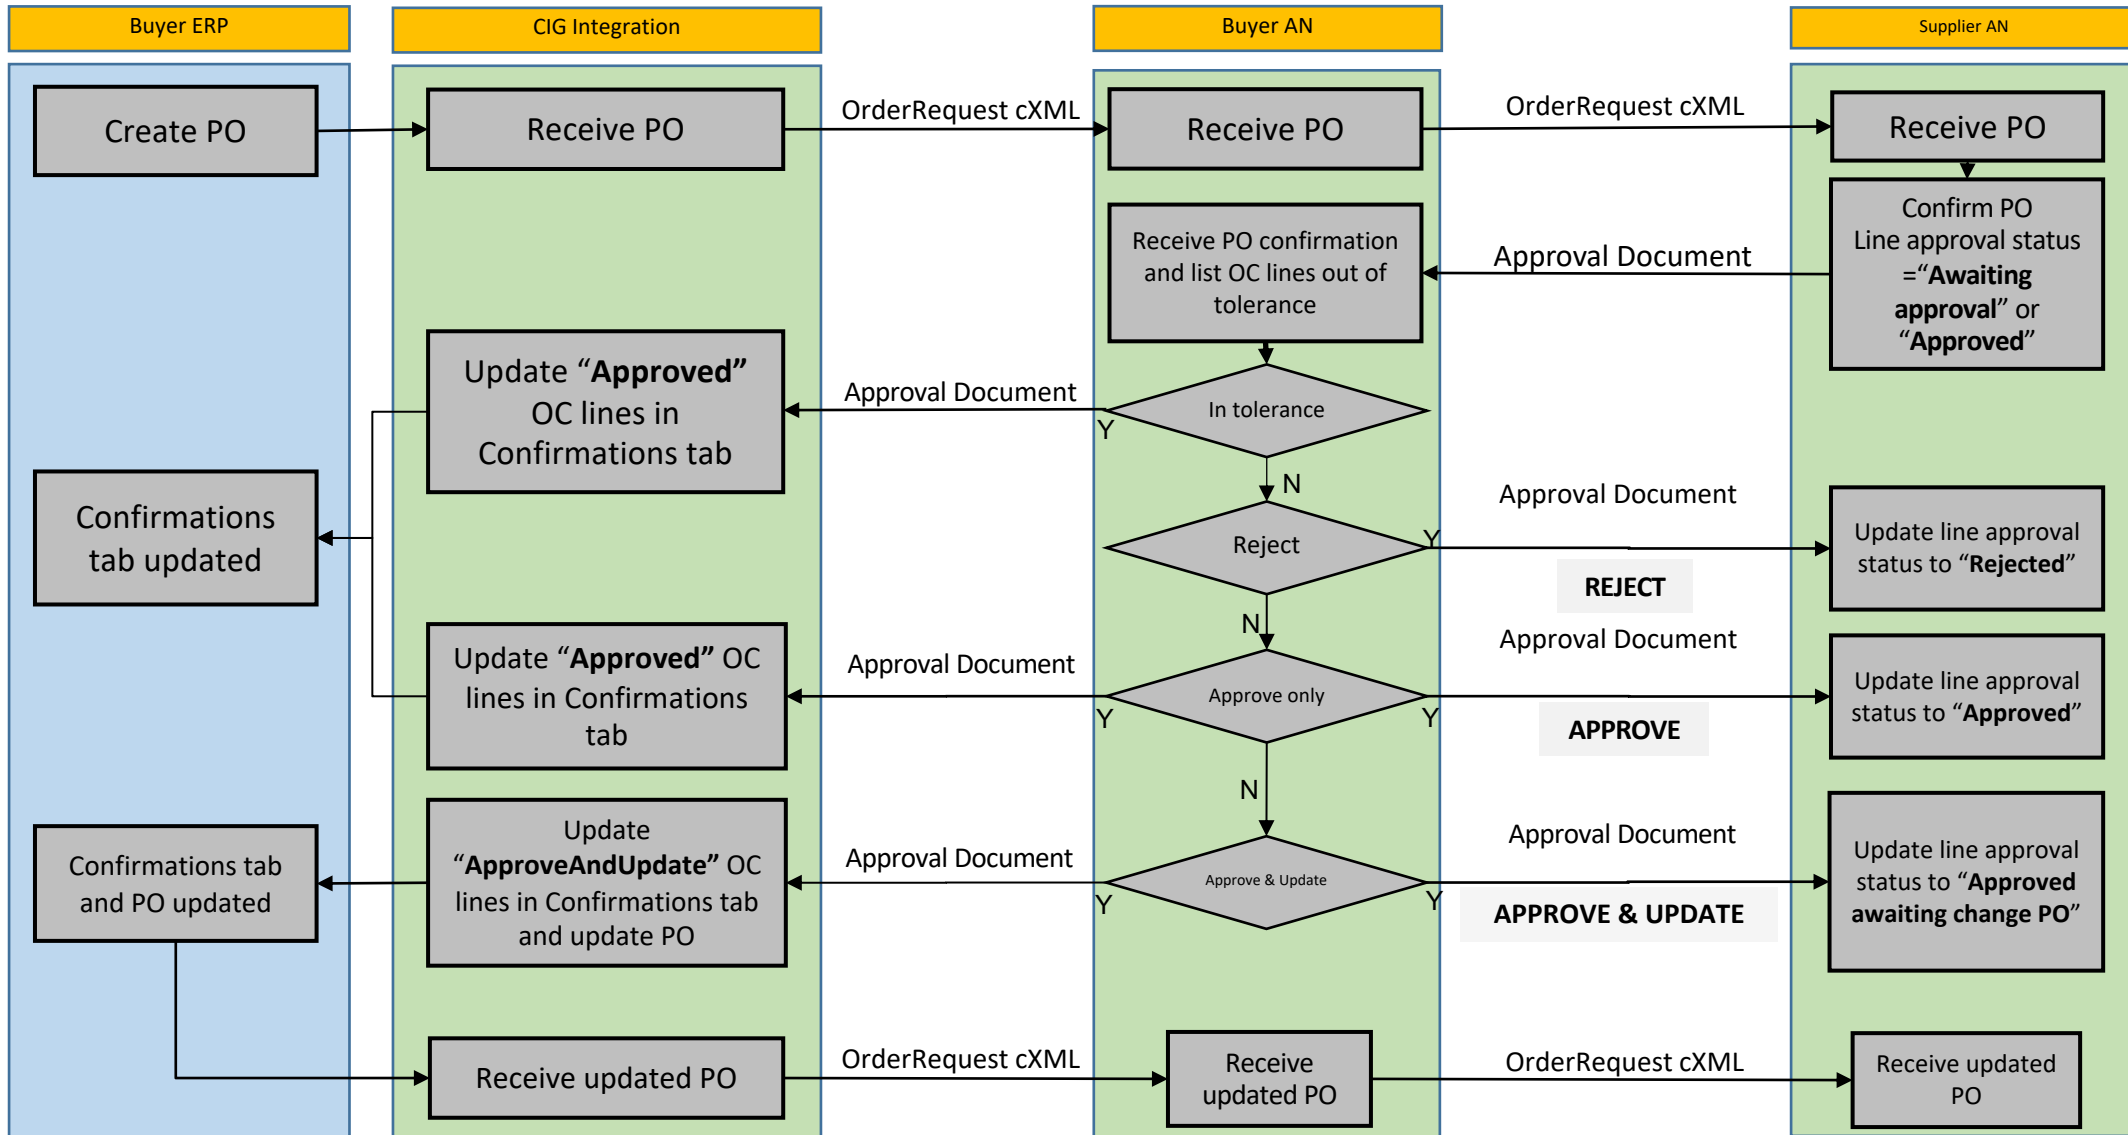 Buyer ERP
CIG Integration
Buyer AN
Supplier AN
Create PO
Receive PO
OrderRequest cXML
Receive PO
OrderRequest cXML
Receive PO
Confirm PO
Line approval status
=“Awaiting
approval” or
“Approved”
Approval Document
Receive PO confirmation
and list OC lines out of
tolerance
In tolerance
Y
Approval Document
Update “Approved”
OC lines in
Confirmations tab
Confirmations
tab updated
N
Reject
Y
Approval Document
REJECT
Update line approval
status to “Rejected”
N
Approve only
Y
Approval Document
Update “Approved” OC
lines in Confirmations
tab
Y
Approval Document
APPROVE
Update line approval
status to “Approved”
N
Approve & Update
Y
Approval Document
Update
“ApproveAndUpdate” OC
lines in Confirmations tab
and update PO
Confirmations tab
and PO updated
Y
Approval Document
APPROVE & UPDATE
Update line approval
status to “Approved
awaiting change PO”
Receive updated PO
OrderRequest cXML
Receive
updated PO
OrderRequest cXML
Receive updated
PO